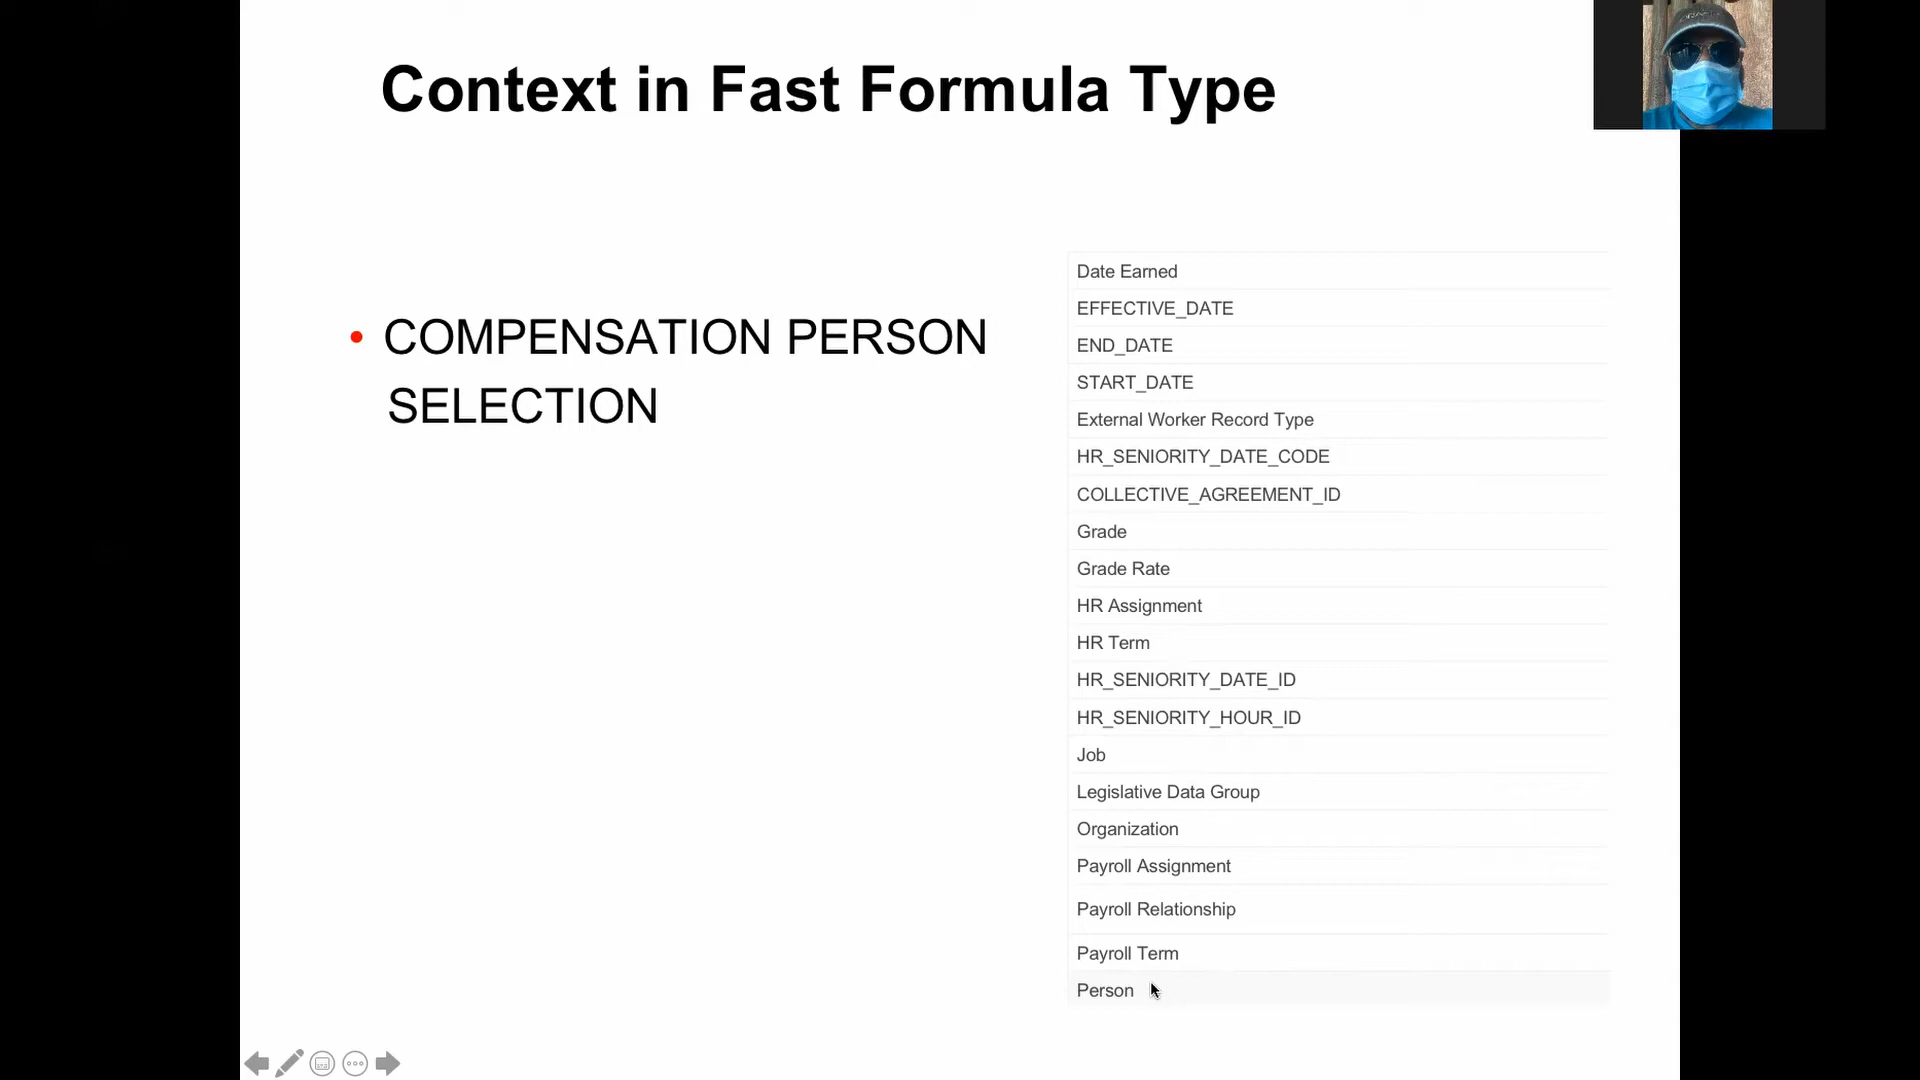 Context in Fast Formula Type
• COMPENSATION PERSON
SELECTION
Date Earned
EFFECTIVE_DATE
END_DATE
START_DATE
External Worker Record Type
HR_SENIORITY_DATE_CODE
COLLECTIVE_AGREEMENT_ID
Grade
Grade Rate
HR Assignment
HR Term
HR_SENIORITY_DATE_ID
HR_SENIORITY_HOUR_ID
Job
Legislative Data Group
Organization
Payroll Assignment
Payroll Relationship
Payroll Term
Person